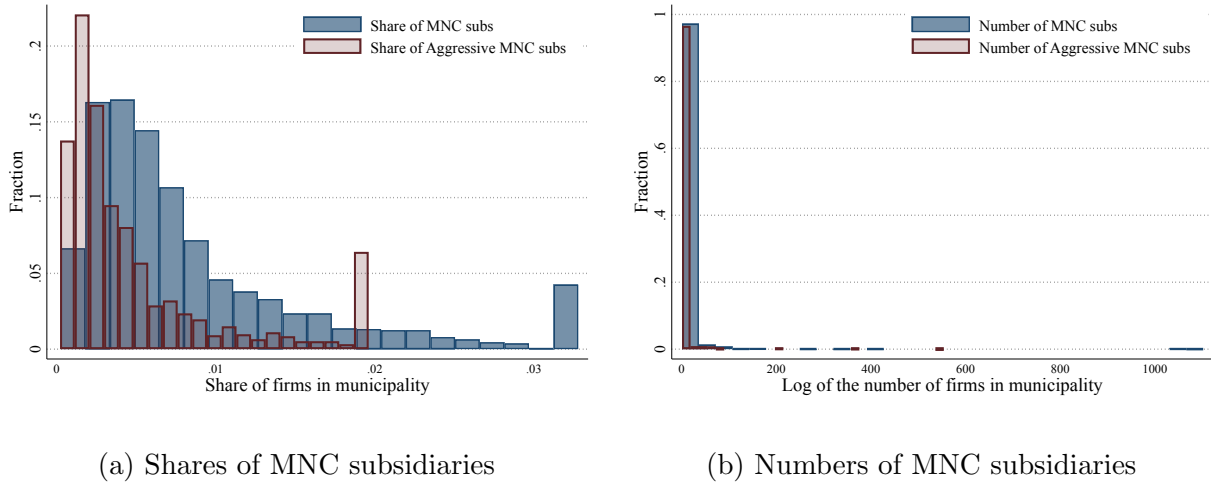 Share of MNC subs
Share of Aggressive MNC subs
.2
.15
.1
.05
0
Fraction
0
.01
.02
.03
Share of firms in municipality
(a) Shares of MNC subsidiaries
Number of MNC subs
Number of Aggressive MNC subs
1
.8
.6
.4
.2
0
Fraction
0
200
400
600
800
1000
Log of the number of firms in municipality
(b) Numbers of MNC subsidiaries